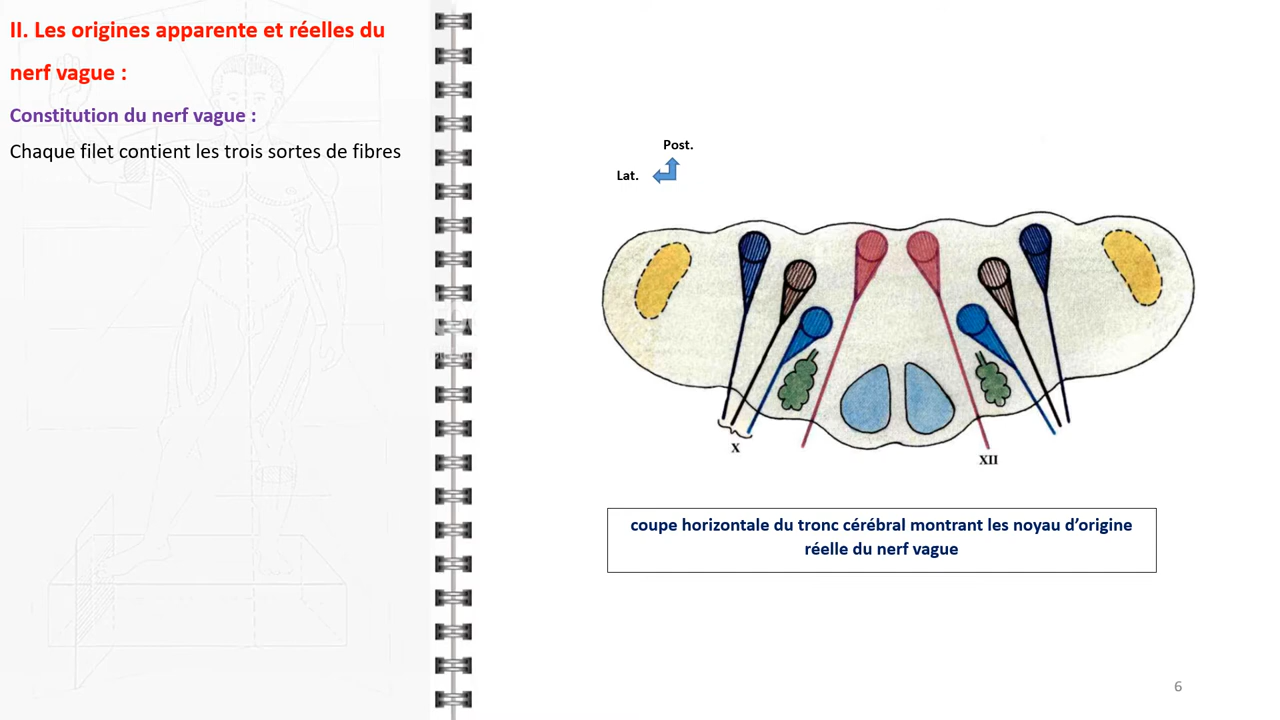 II. Les origines apparente et réelles du
nerf vague :
Constitution du nerf vague :
Chaque filet contient les trois sortes de fibres
Post.
Lat.
X
XII
coupe horizontale du tronc cérébral montrant les noyau d’origine
réelle du nerf vague
6